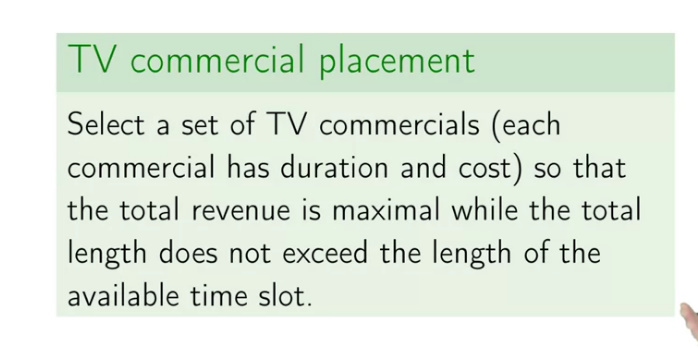 TV commercial placement
Select a set of TV commercials (each
commercial has duration and cost) so that
the total revenue is maximal while the total
length does not exceed the length of the
available time slot.